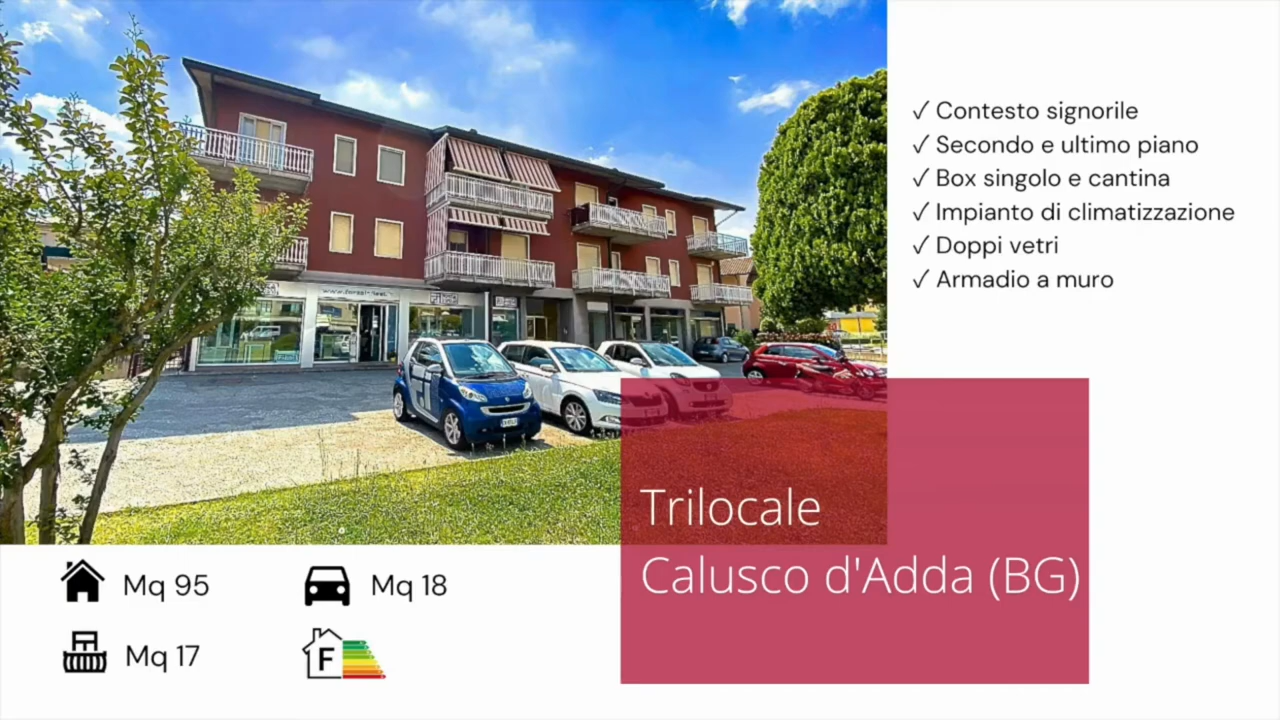 ✓ Contesto signorile
✓ Secondo e ultimo piano
✓ Box singolo e cantina
✓ Impianto di climatizzazione
✓ Doppi vetri
✓ Armadio a muro
Trilocale
Calusco d'Adda (BG)
Mq 95
Mq 18
Mq 17
F